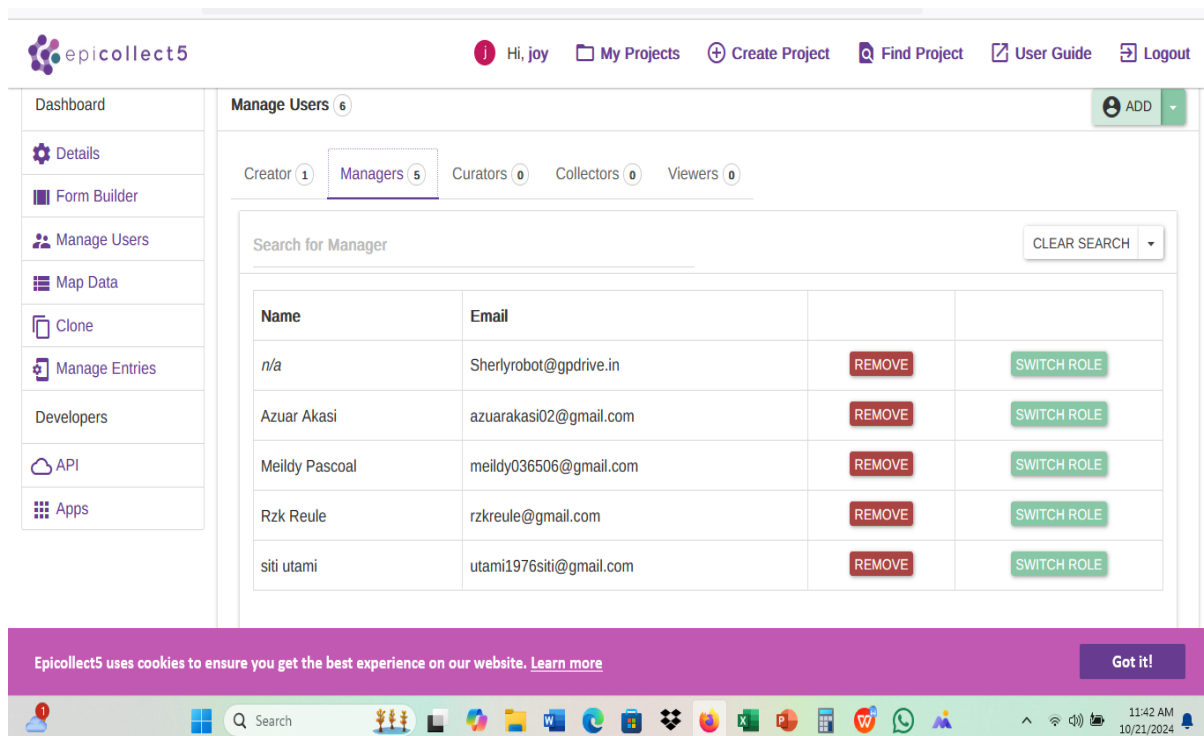 epicollect5
j Hi, joy My Projects Create Project Find Project User Guide Logout
Dashboard
Details
Form Builder
Manage Users
Map Data
Clone
Manage Entries
Developers
API
Apps
Manage Users 6
ADD
Creator 1 Managers 5 Curators 0 Collectors 0 Viewers 0
Search for Manager
CLEAR SEARCH
Name Email
n/a Sherlyrobot@gpdrive.in REMOVE SWITCH ROLE
Azuar Akasi azuarakasi02@gmail.com REMOVE SWITCH ROLE
Meildy Pascoal meildy036506@gmail.com REMOVE SWITCH ROLE
Rzk Reule rzkreule@gmail.com REMOVE SWITCH ROLE
siti utami utami1976siti@gmail.com REMOVE SWITCH ROLE
Epicollect5 uses cookies to ensure you get the best experience on our website. Learn more
Got it!
1
Search
11:42 AM
10/21/2024